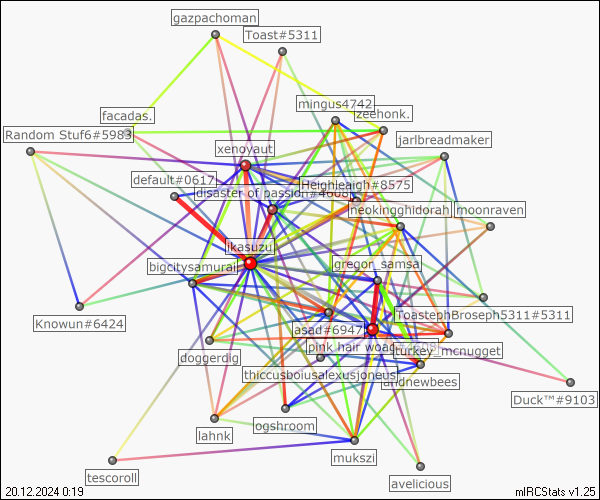 gazpachoman
Toast#5311
mingus4742
zeehonk.
facadas.
Random Stuf6#5983
jarlbreadmaker
xenoyaut
default#0617
Heighleaigh#8575
disaster of passion#4608
neokingghidorah
moonraven
ikasuzu
gregor_samsa
bigcitysamurai
ToastephBroseph5311#5311
Knowun#6424
asad#6947
pink hair woad
turkey_mcnugget
doggerdig
thiccusboiusalexusjoneus
andnewbees
Duck™#9103
ogshroom
lahnk
mukszi
tescoroll
avelicious
20.12.2024 0:19
mIRCStats v1.25